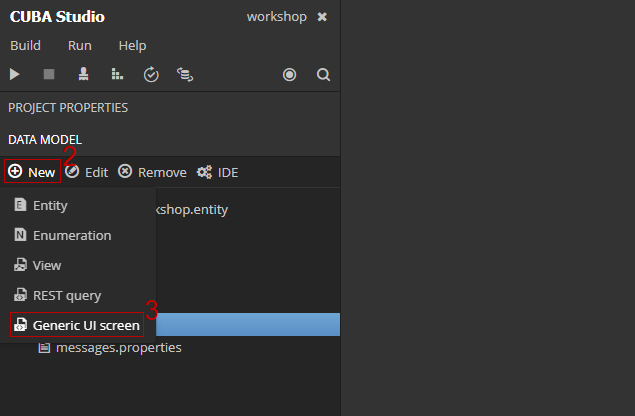 CUBA Studio workshop
Build Run Help
PROJECT PROPERTIES
DATA MODEL
New 2 Edit Remove IDE
Entity
kshop.entity
Enumeration
View
REST query
Generic UI screen 3
messages.properties